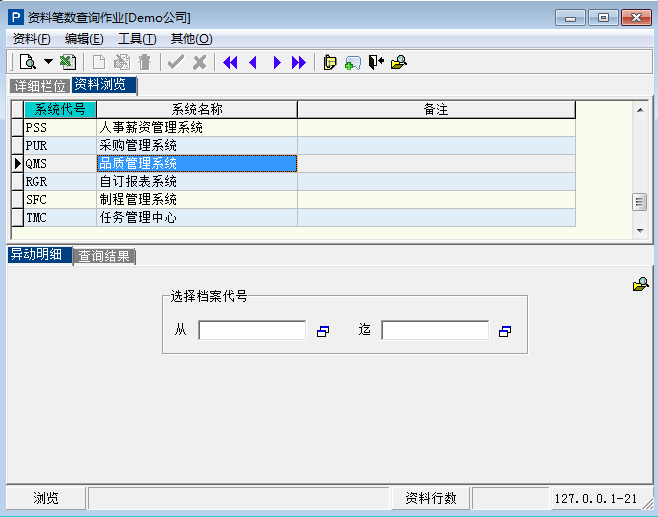 P 资料笔数查询作业[Demo公司]
资料(F) 编辑(E) 工具(T) 其他(O)
详细栏位 资料浏览
系统代号 系统名称 备注
PSS 人事薪资管理系统
PUR 采购管理系统
QMS 品质管理系统
RGR 自订报表系统
SFC 制程管理系统
TMC 任务管理中心
异动明细 查询结果
选择档案代号
从 迄
浏览 资料行数 127.0.0.1-21